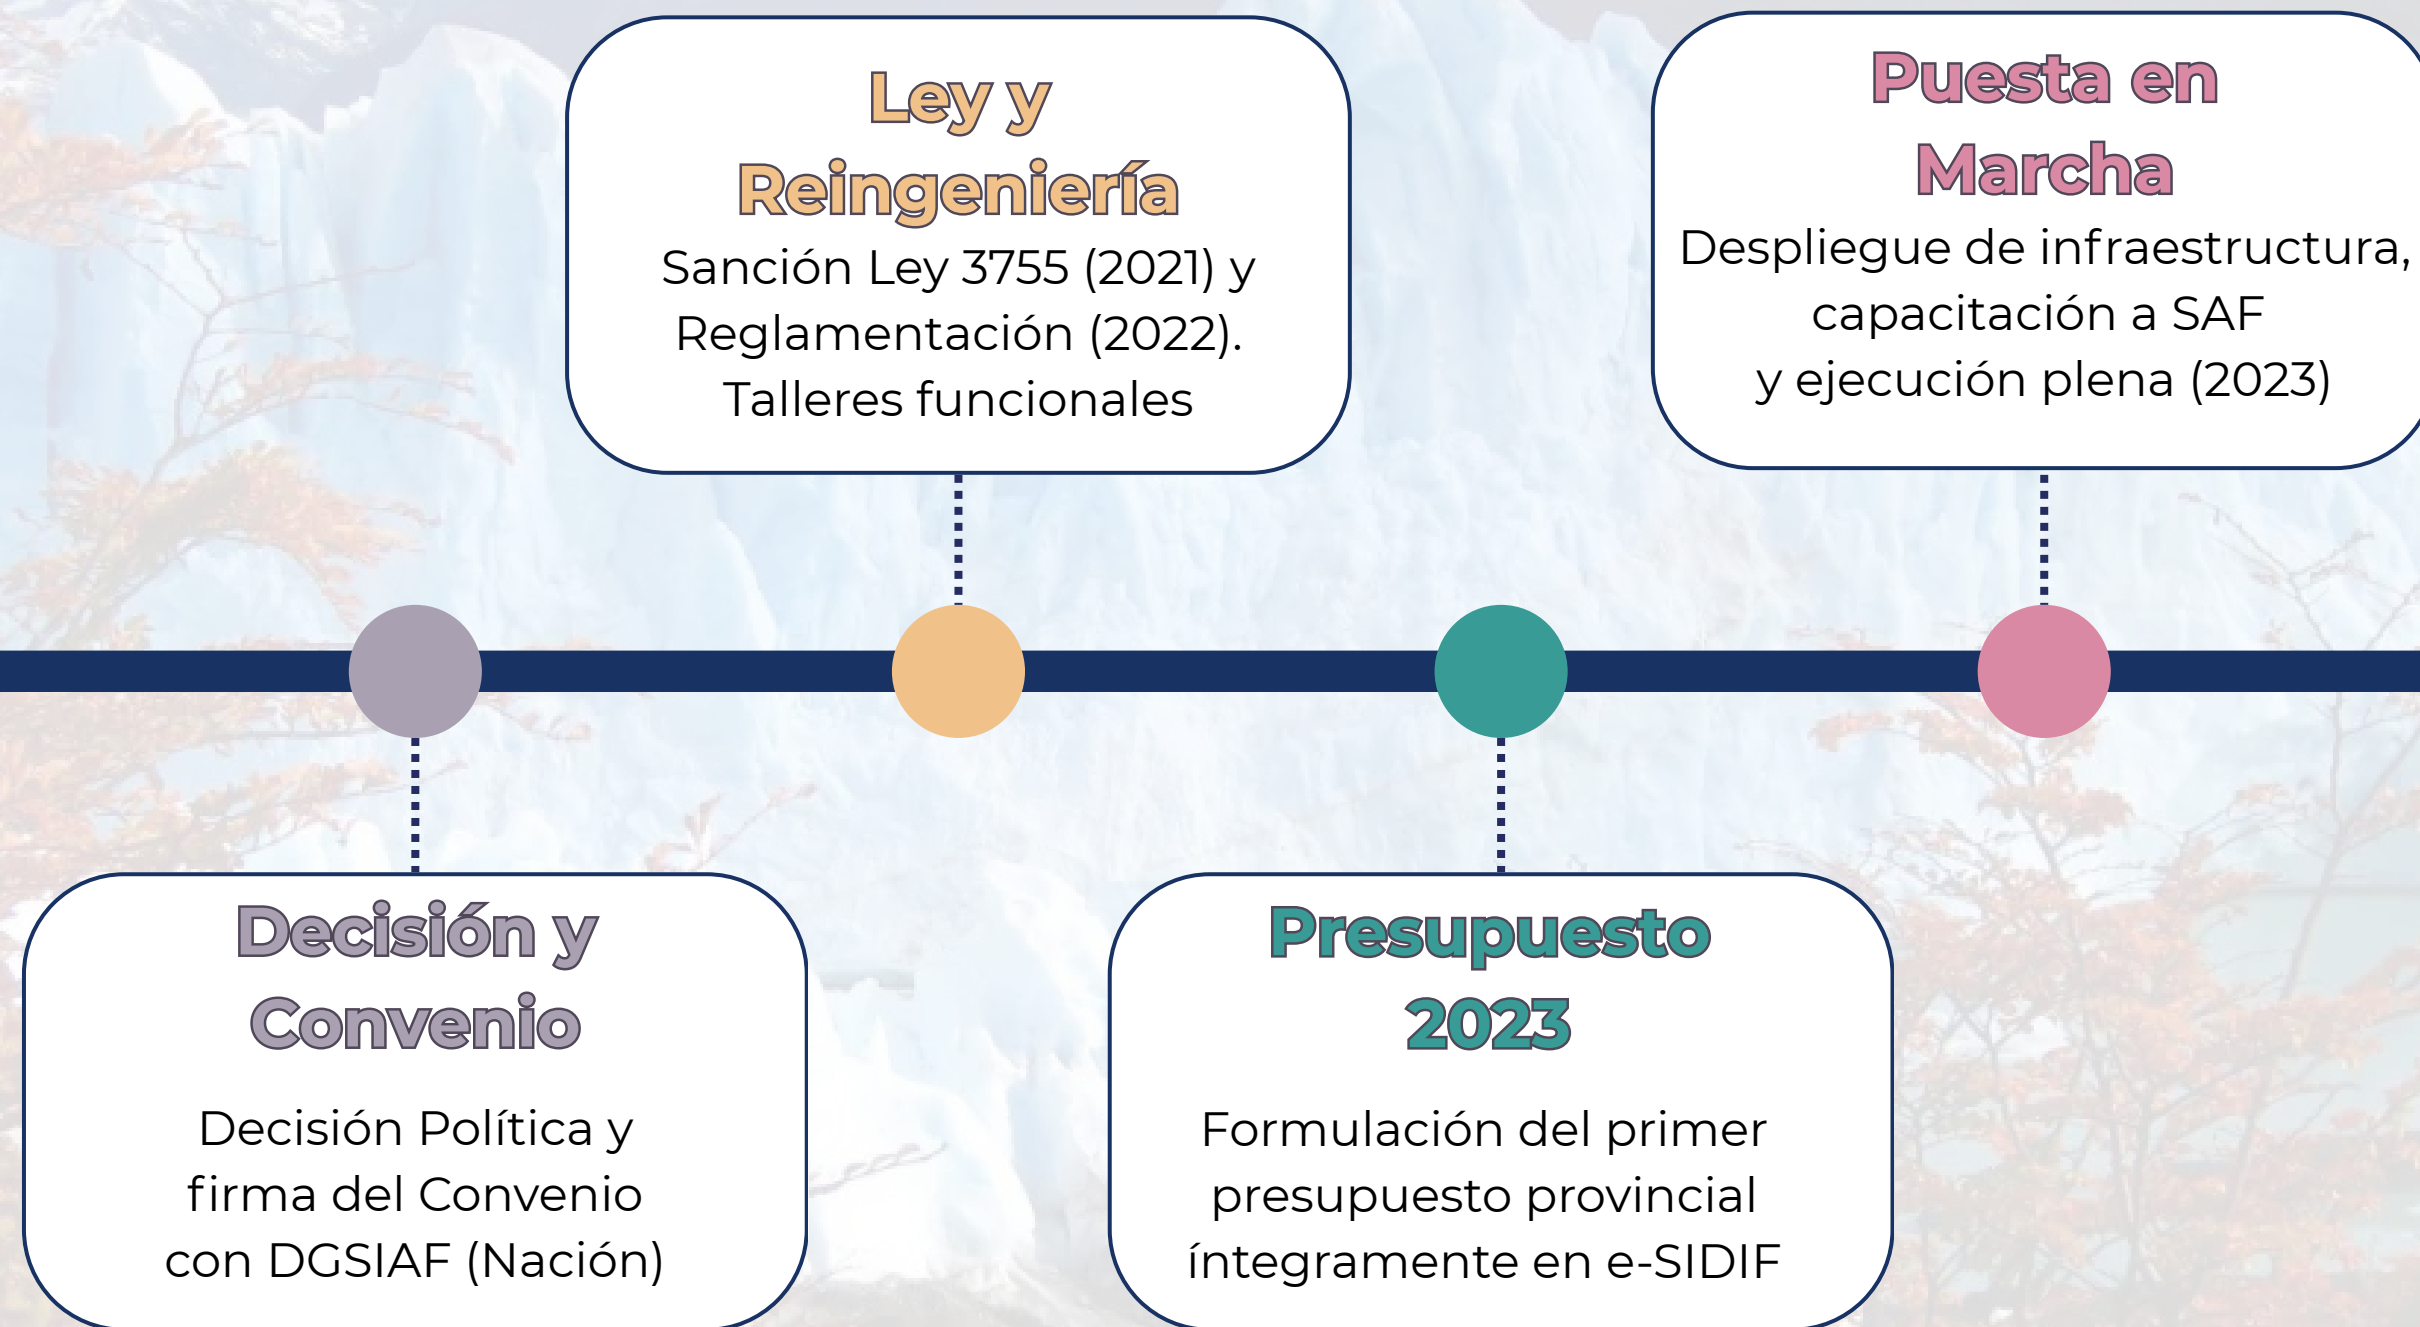 Decisión y
Convenio
Decisión Política y
firma del Convenio
con DGSIAF (Nación)
Ley y
Reingeniería
Sanción Ley 3755 (2021) y
Reglamentación (2022).
Talleres funcionales
Presupuesto
2023
Formulación del primer
presupuesto provincial
íntegramente en e-SIDIF
Puesta en
Marcha
Despliegue de infraestructura,
capacitación a SAF
y ejecución plena (2023)